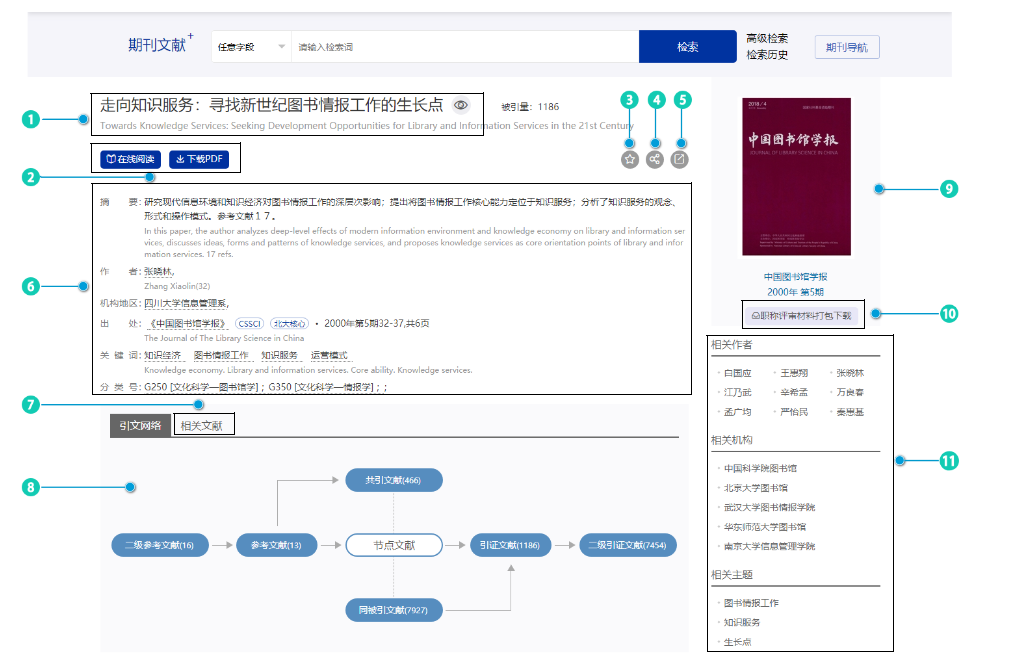 期刊文献+
任意字段
请输入检索词
检索
高级检索
检索历史
期刊导航
走向知识服务：寻找新世纪图书情报工作的生长点
被引量：1186
Towards Knowledge Services: Seeking Development Opportunities for Library and Information Services in the 21st Century
1
2
3
4
5
在线阅读
下载PDF
摘 要：研究现代信息环境和知识经济对图书情报工作的深层次影响；提出将图书情报工作核心能力定位于知识服务；分析了知识服务的观念、
形式和操作模式。参考文献１７。
In this paper, the author analyzes deep-level effects of modern information environment and knowledge economy on library and information ser
vices, discusses ideas, forms and patterns of knowledge services, and proposes knowledge services as core orientation points of library and infor
mation services. 17 refs.
6
作 者：张晓林,
Zhang Xiaolin(32)
机构地区：四川大学信息管理系,
出 处：《中国图书馆学报》 CSSCI 北大核心 • 2000年第5期32-37,共6页
The Journal of The Library Science in China
关 键 词：知识经济 图书情报工作 知识服务 运营模式
Knowledge economy. Library and information services. Core ability. Knowledge services.
分 类 号：G250 [文化科学—图书馆学]；G350 [文化科学—情报学]；；
7
引文网络
相关文献
8
共引文献(466)
二级参考文献(16)
参考文献(13)
节点文献
引证文献(1186)
二级引证文献(7454)
同被引文献(7927)
2018 / 4
中国图书馆学报
JOURNAL OF LIBRARY SCIENCE IN CHINA
9
中国图书馆学报
2000年 第5期
职称评审材料打包下载
10
相关作者
白国应
王惠翔
张晓林
江乃武
辛希孟
万良春
孟广均
严怡民
秦惠基
相关机构
11
中国科学院图书馆
北京大学图书馆
武汉大学图书情报学院
华东师范大学图书馆
南京大学信息管理学院
相关主题
图书情报工作
知识服务
生长点